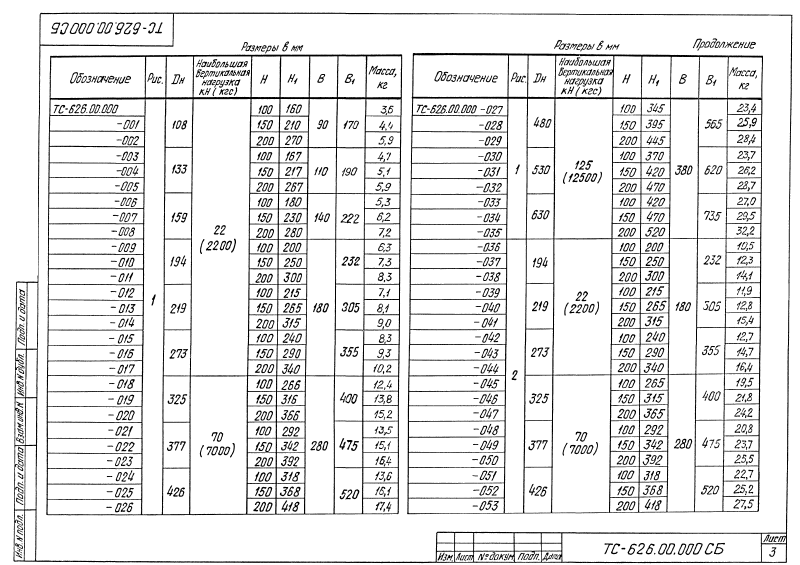 ТС-626.00.000 СБ
Размеры в мм
Обозначение Рис. Dн Наибольшая вертикальная нагрузка кН (кгс) H H₁ B B₁ Масса, кг
ТС-626.00.000 1 108 22 (2200) 100 160 90 170 3,6
-001 150 210 4,4
-002 200 270 5,9
-003 133 100 167 110 190 4,7
-004 150 217 5,1
-005 200 267 5,9
-006 159 100 180 140 222 5,3
-007 150 230 6,2
-008 200 280 7,2
-009 194 100 200 180 232 6,3
-010 150 250 7,3
-011 200 300 8,3
-012 219 100 215 305 7,1
-013 150 265 8,1
-014 200 315 9,0
-015 273 100 240 355 8,3
-016 150 290 9,3
-017 200 340 10,2
-018 325 70 (7000) 100 266 280 400 12,4
-019 150 316 13,8
-020 200 366 15,2
-021 377 100 292 475 13,5
-022 150 342 15,1
-023 200 392 16,4
-024 426 100 318 520 13,6
-025 150 368 16,1
-026 200 418 17,4
Размеры в мм Продолжение
Обозначение Рис. Dн Наибольшая вертикальная нагрузка кН (кгс) H H₁ B B₁ Масса, кг
ТС-626.00.000 -027 1 480 125 (12500) 100 345 380 565 23,4
-028 150 395 25,9
-029 200 445 28,4
-030 530 100 370 620 23,7
-031 150 420 26,2
-032 200 470 28,7
-033 630 100 420 735 27,0
-034 150 470 29,5
-035 200 520 32,2
-036 2 194 22 (2200) 100 200 180 232 10,5
-037 150 250 12,3
-038 200 300 14,1
-039 219 100 215 305 11,9
-040 150 265 12,8
-041 200 315 15,4
-042 273 100 240 355 12,7
-043 150 290 14,7
-044 200 340 16,4
-045 325 70 (7000) 100 265 280 400 19,5
-046 150 315 21,8
-047 200 365 24,2
-048 377 100 292 475 20,8
-049 150 342 23,7
-050 200 392 25,5
-051 426 100 318 520 22,7
-052 150 368 25,2
-053 200 418 27,5
Инв.№ подл. Подп. и дата Взам.инв.№ Инв.№ дубл. Подп. и дата
Изм. Лист № докум. Подп. Дата
ТС-626.00.000 СБ
Лист
3